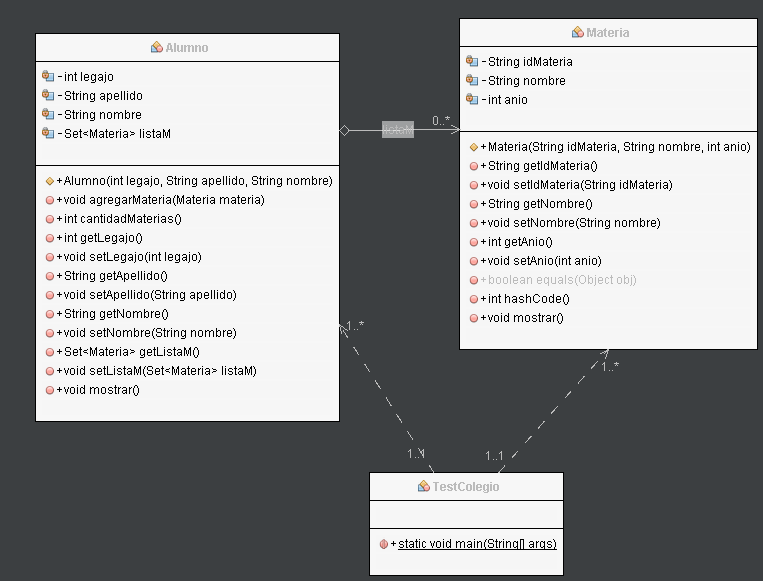 Alumno
- int legajo
- String apellido
- String nombre
- Set<Materia> listaM
+ Alumno(int legajo, String apellido, String nombre)
+ void agregarMateria(Materia materia)
+ int cantidadMaterias()
+ int getLegajo()
+ void setLegajo(int legajo)
+ String getApellido()
+ void setApellido(String apellido)
+ String getNombre()
+ void setNombre(String nombre)
+ Set<Materia> getListaM()
+ void setListaM(Set<Materia> listaM)
+ void mostrar()
listaM
0..*
Materia
- String idMateria
- String nombre
- int anio
+ Materia(String idMateria, String nombre, int anio)
+ String getIdMateria()
+ void setIdMateria(String idMateria)
+ String getNombre()
+ void setNombre(String nombre)
+ int getAnio()
+ void setAnio(int anio)
+ boolean equals(Object obj)
+ int hashCode()
+ void mostrar()
1..*
1..*
1..1
1..1
TestColegio
+ static void main(String[] args)